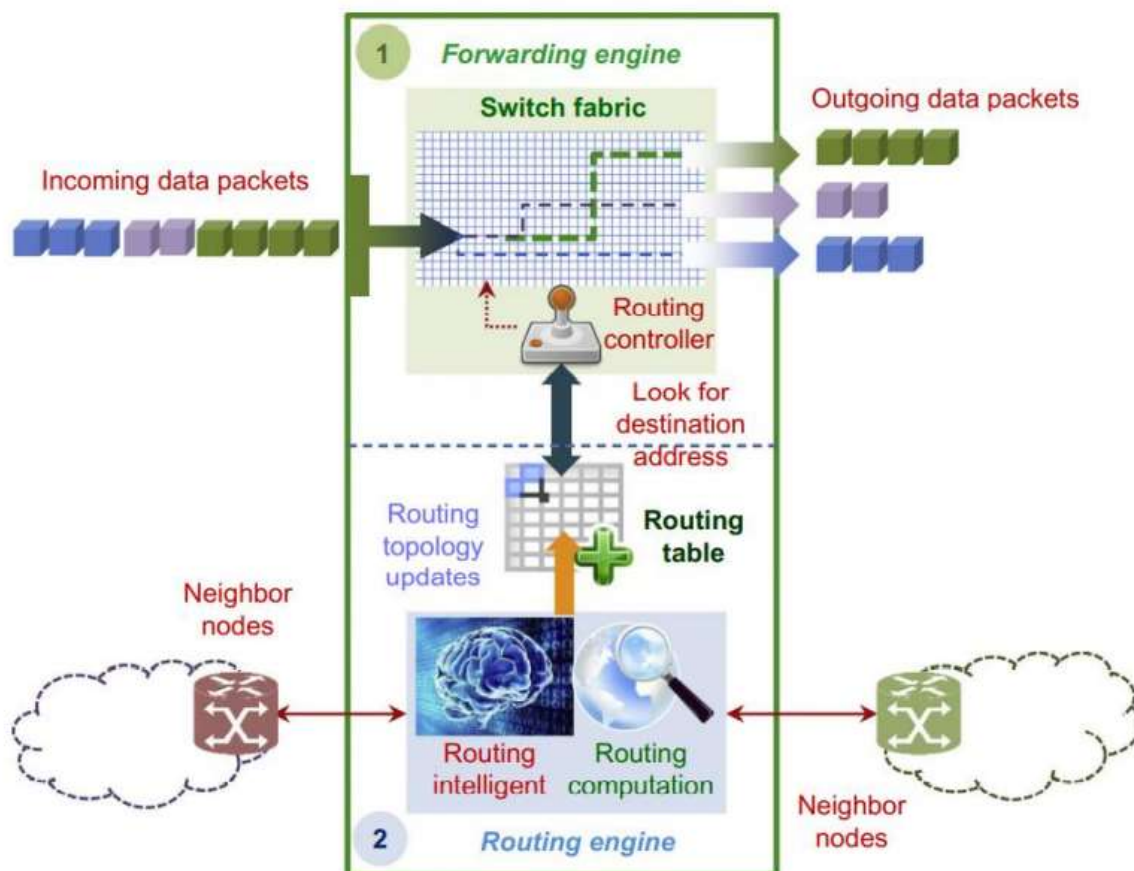 1
Forwarding engine
Switch fabric
Outgoing data packets
Incoming data packets
Routing
controller
Look for
destination
address
Routing
topology
updates
Routing
table
Neighbor
nodes
Routing
intelligent
Routing
computation
Neighbor
nodes
2
Routing engine